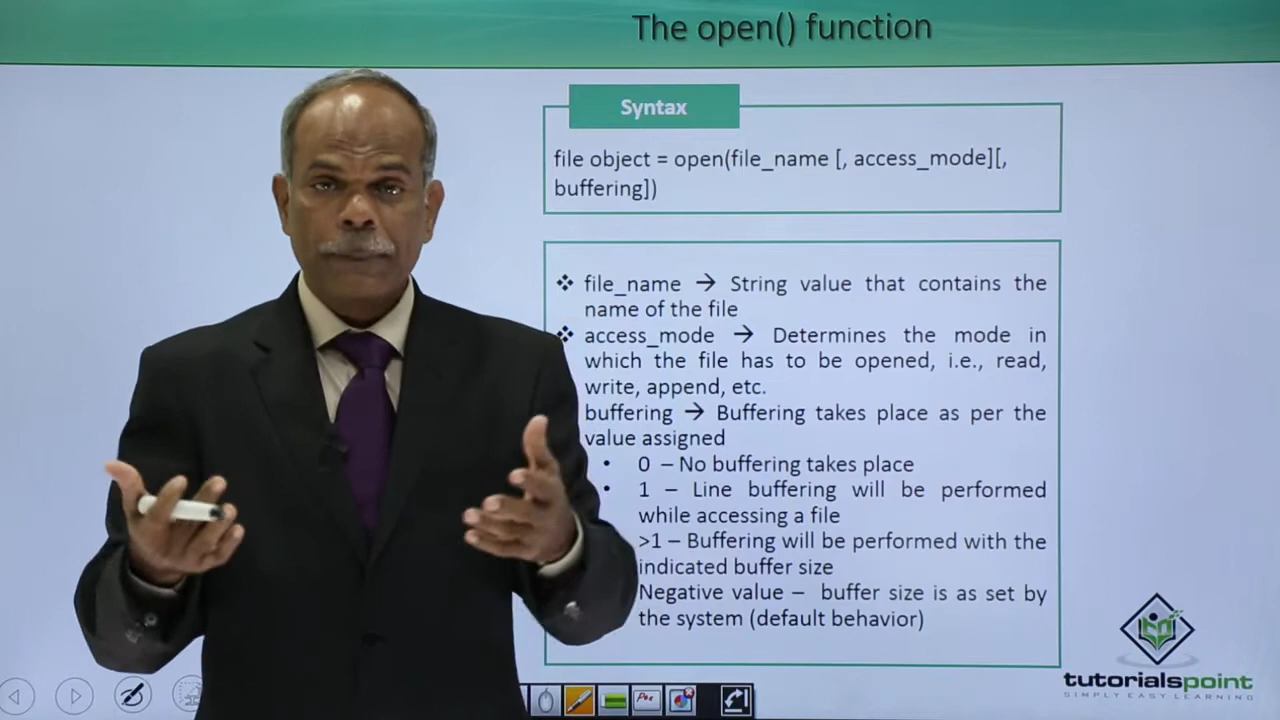 The open() function
Syntax
file object = open(file_name [, access_mode][,
buffering])
❖ file_name → String value that contains the
name of the file
❖ access_mode → Determines the mode in
which the file has to be opened, i.e., read,
write, append, etc.
buffering → Buffering takes place as per the
value assigned
• 0 – No buffering takes place
• 1 – Line buffering will be performed
while accessing a file
>1 – Buffering will be performed with the
indicated buffer size
Negative value – buffer size is as set by
the system (default behavior)
tutorialspoint
SIMPLY EASY LEARNING